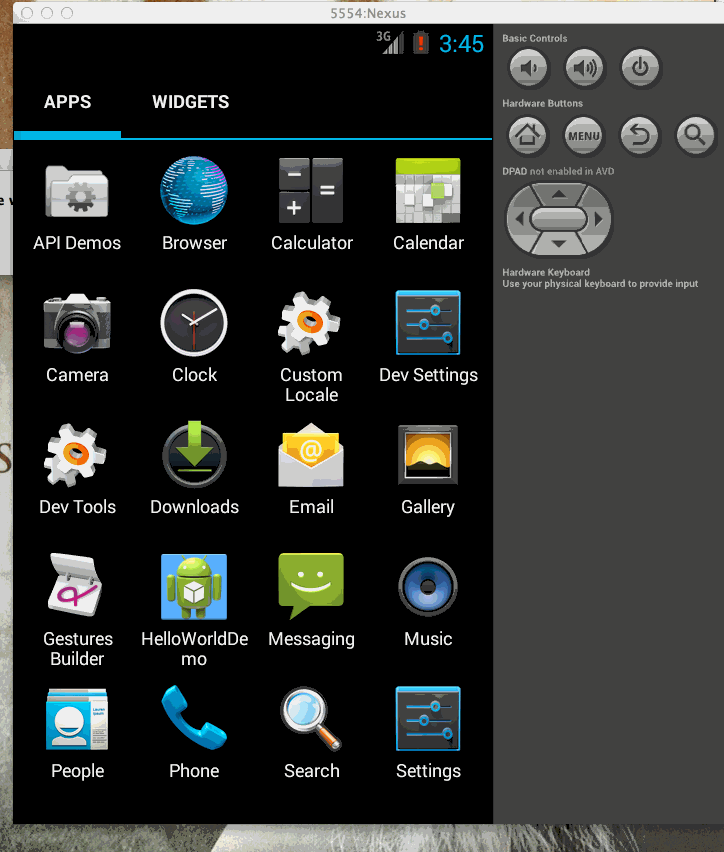 5554:Nexus
3G
3:45
APPS WIDGETS
API Demos Browser Calculator Calendar
Camera Clock Custom Locale Dev Settings
Dev Tools Downloads Email Gallery
Gestures Builder HelloWorldDemo Messaging Music
People Phone Search Settings
Basic Controls
Hardware Buttons
MENU
DPAD not enabled in AVD
Hardware Keyboard
Use your physical keyboard to provide input